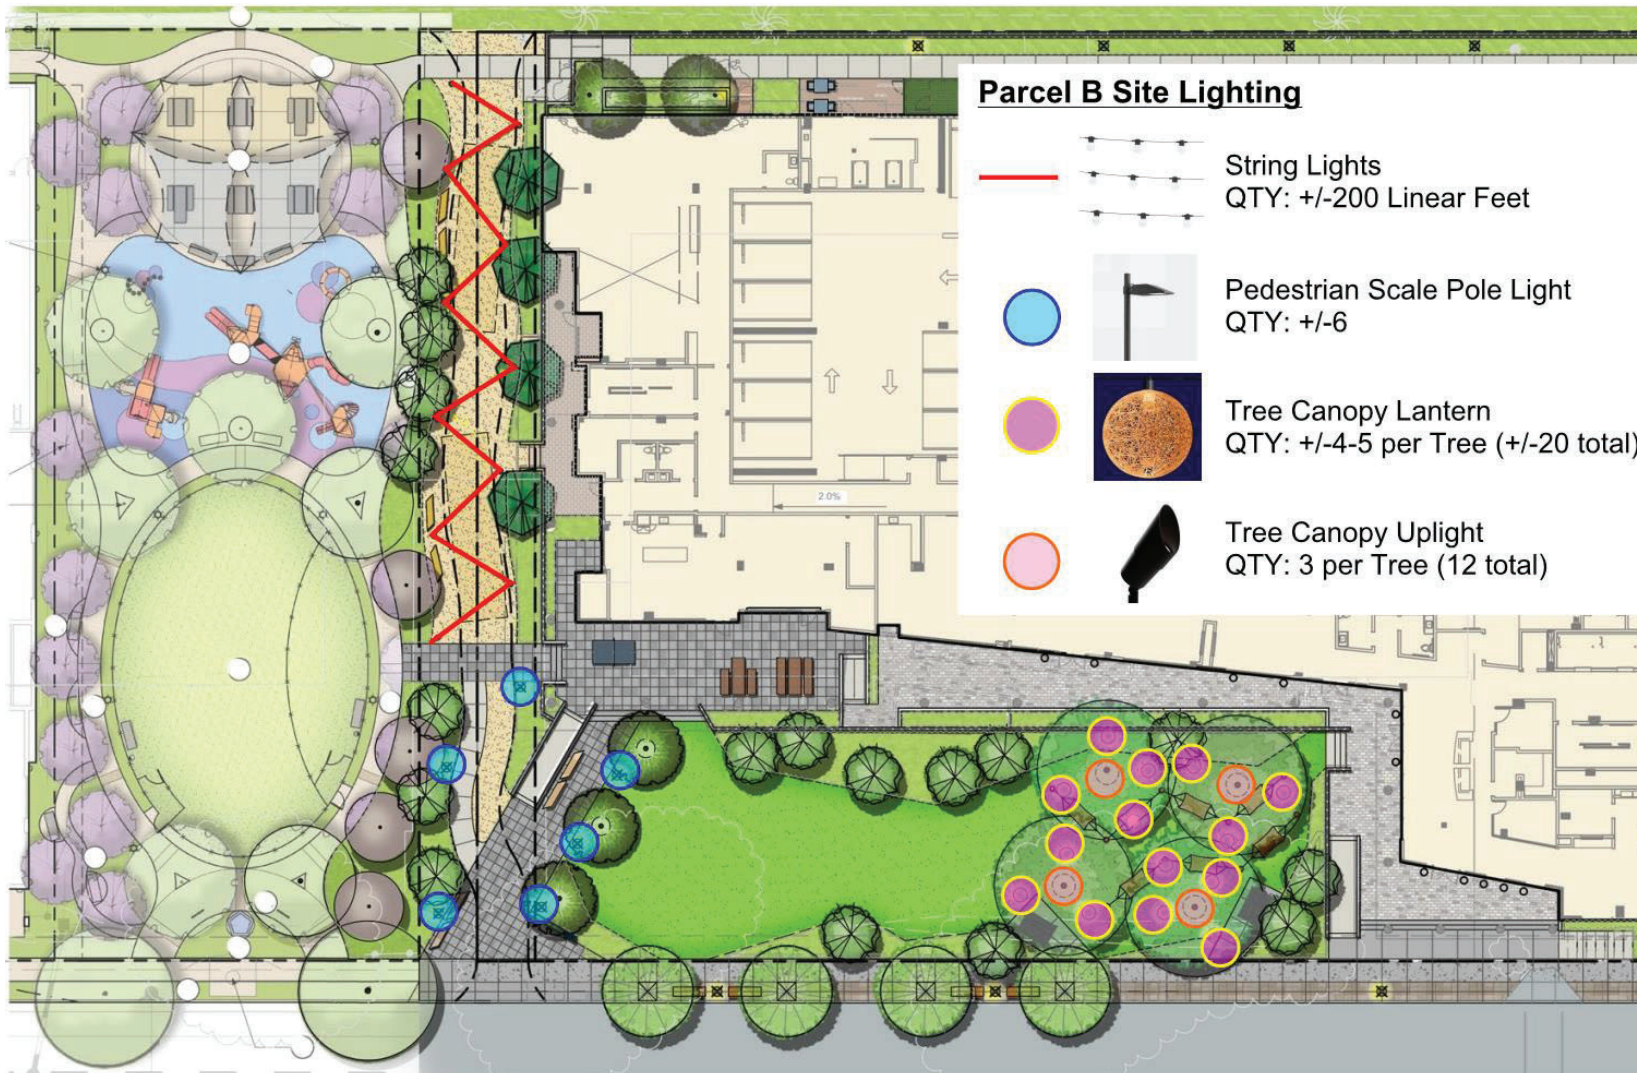 Parcel B Site Lighting
String Lights
QTY: +/-200 Linear Feet
Pedestrian Scale Pole Light
QTY: +/-6
Tree Canopy Lantern
QTY: +/-4-5 per Tree (+/-20 total)
Tree Canopy Uplight
QTY: 3 per Tree (12 total)
2.0%